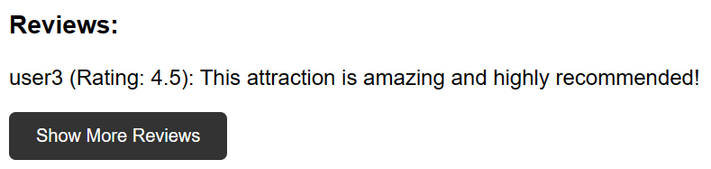 Reviews:
user3 (Rating: 4.5): This attraction is amazing and highly recommended!
Show More Reviews